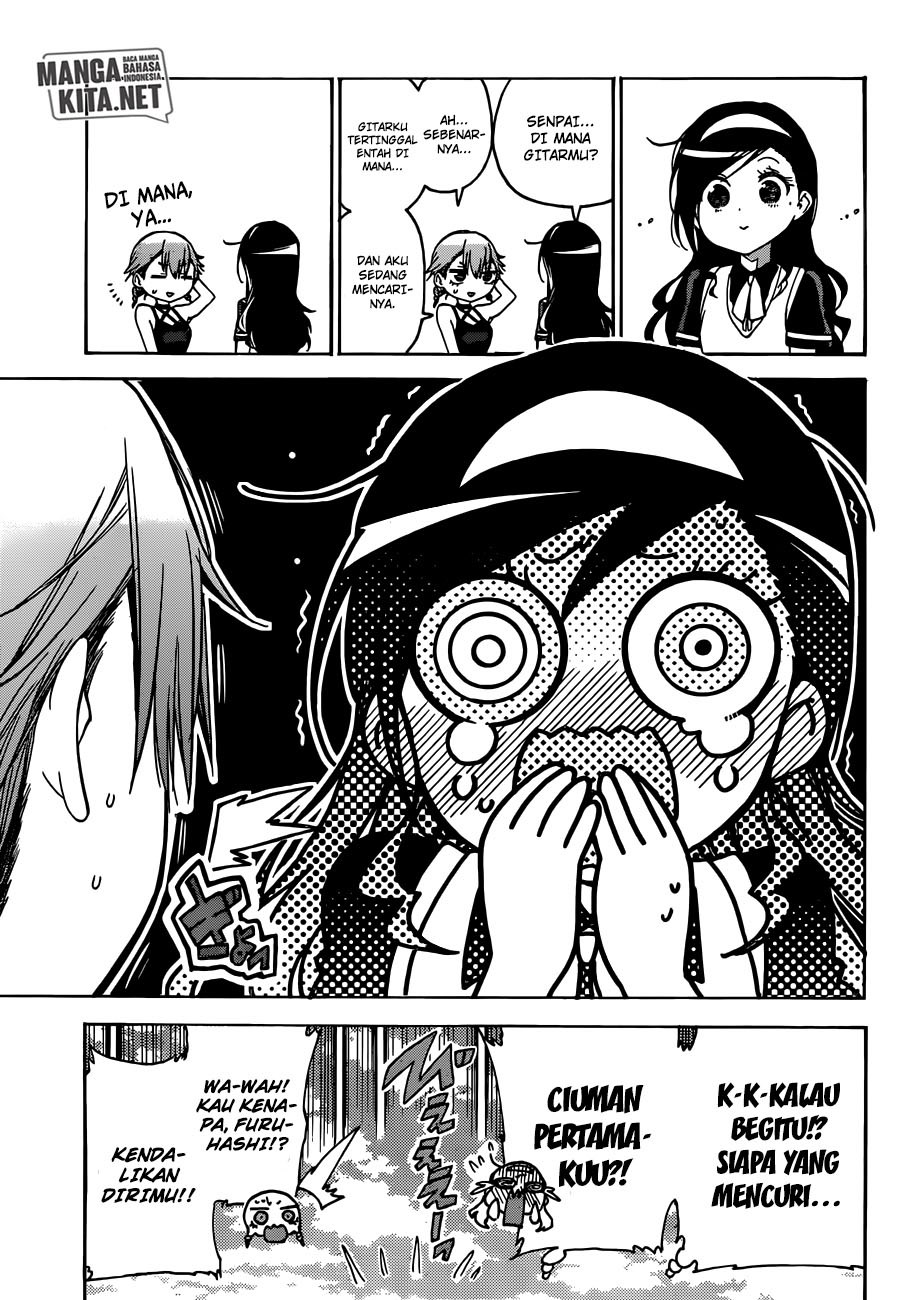 MANGA
KITA.NET
BACA MANGA
BAHASA
INDONESIA.
SENPAI...
DI MANA
GITARMU?
AH...
SEBENAR-
NYA...
GITARKU
TERTINGGAL
ENTAH DI
MANA...
DAN AKU
SEDANG
MENCARI-
NYA.
DI MANA,
YA...
K-K-KALAU
BEGITU!?
SIAPA YANG
MENCURI...
CIUMAN
PERTAMA-
KUU?!
WA-WAH!
KAU KENA-
PA, FURU-
HASHI!?
KENDA-
LIKAN
DIRIMU!!